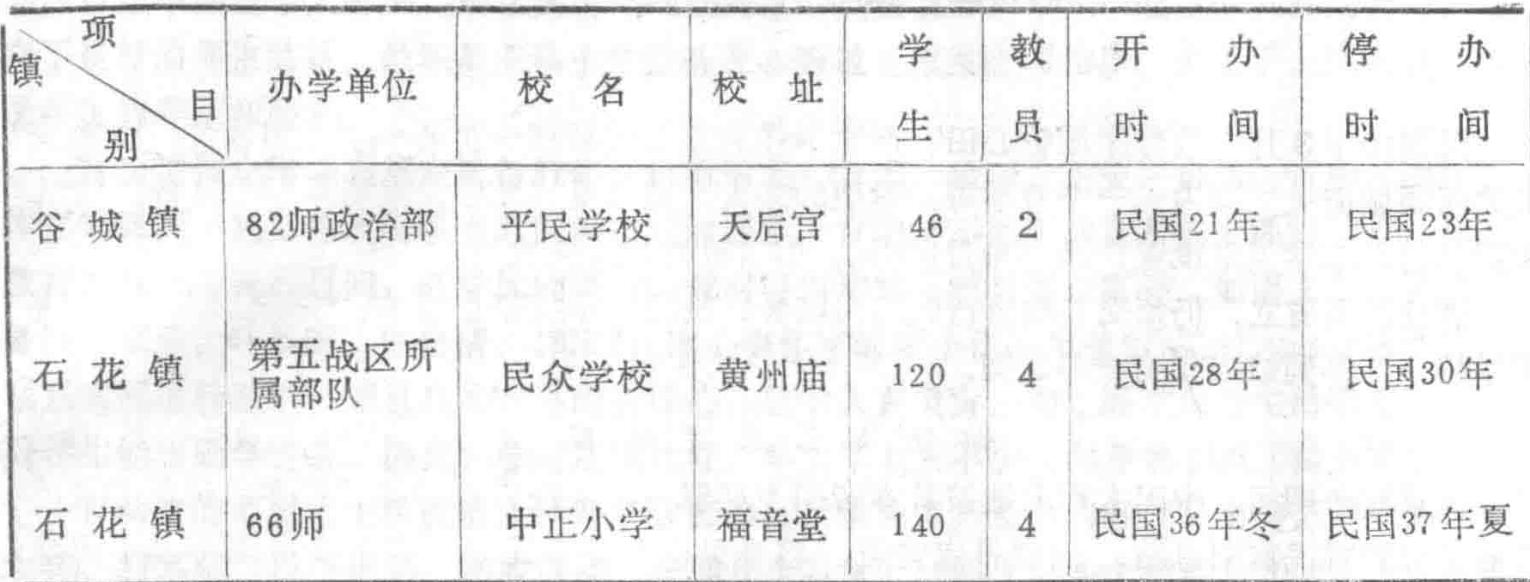 项目 镇别 办学单位 校名 校址 学生 教员 开办时间 停办时间
谷城镇 82师政治部 平民学校 天后宫 46 2 民国21年 民国23年
石花镇 第五战区所属部队 民众学校 黄州庙 120 4 民国28年 民国30年
石花镇 66师 中正小学 福音堂 140 4 民国36年冬 民国37年夏